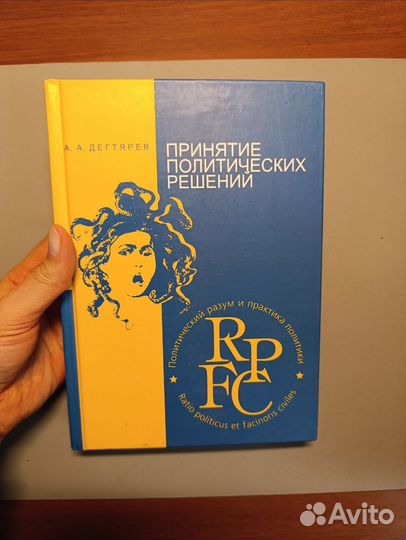 А. А. ДЕГТЯРЕВ
ПРИНЯТИЕ
ПОЛИТИЧЕСКИХ
РЕШЕНИЙ
Политический разум и практика политики
RP
FC
Ratio politicus et facinoris civiles
Avito